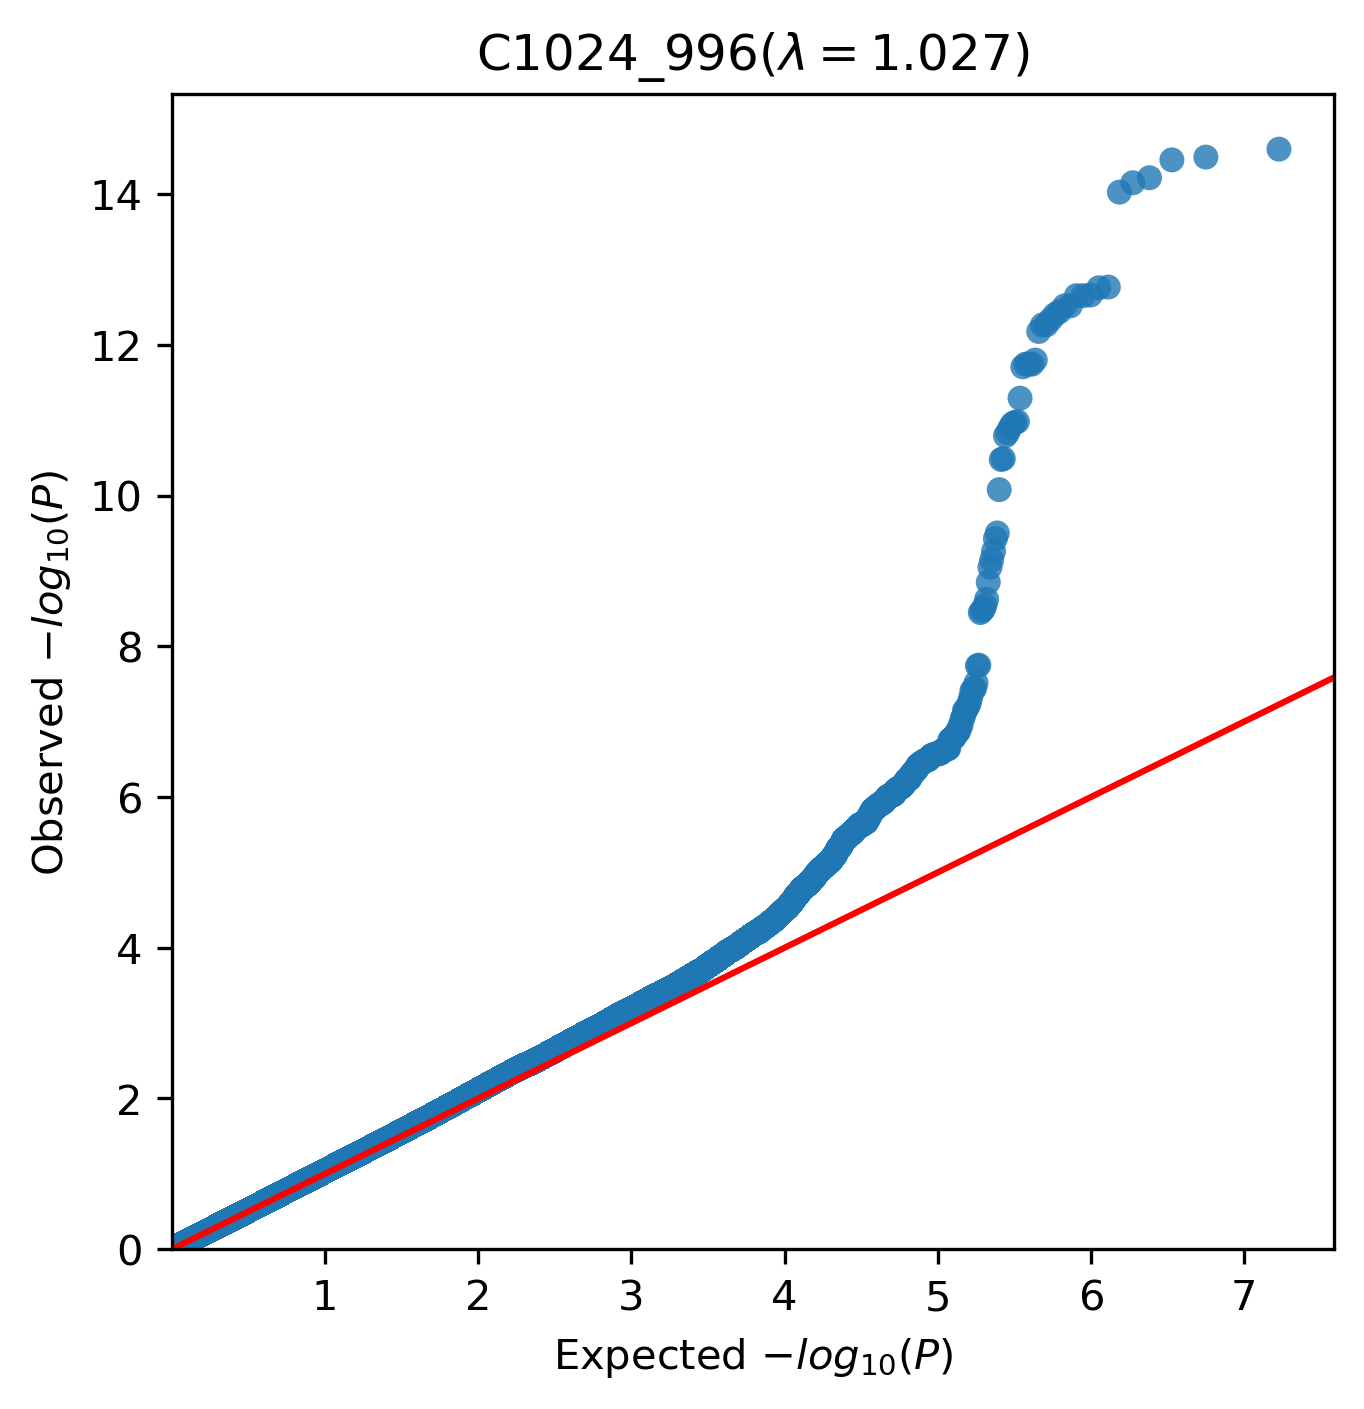 C1024_996(λ = 1.027)
Observed −log₁₀(P)
14
12
10
8
6
4
2
0
1 2 3 4 5 6 7
Expected −log₁₀(P)